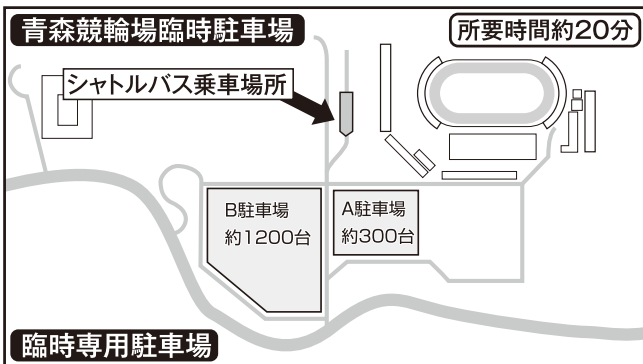 青森競輪場臨時駐車場
所要時間約20分
シャトルバス乗車場所
B駐車場
約1200台
A駐車場
約300台
臨時専用駐車場